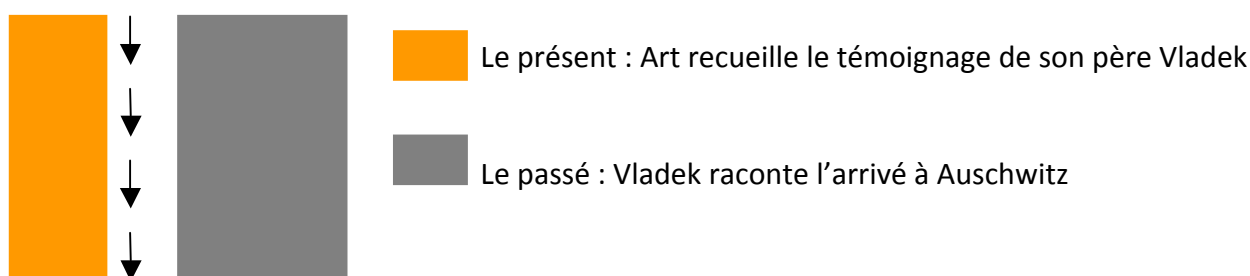 Le présent : Art recueille le témoignage de son père Vladek
Le passé : Vladek raconte l’arrivé à Auschwitz